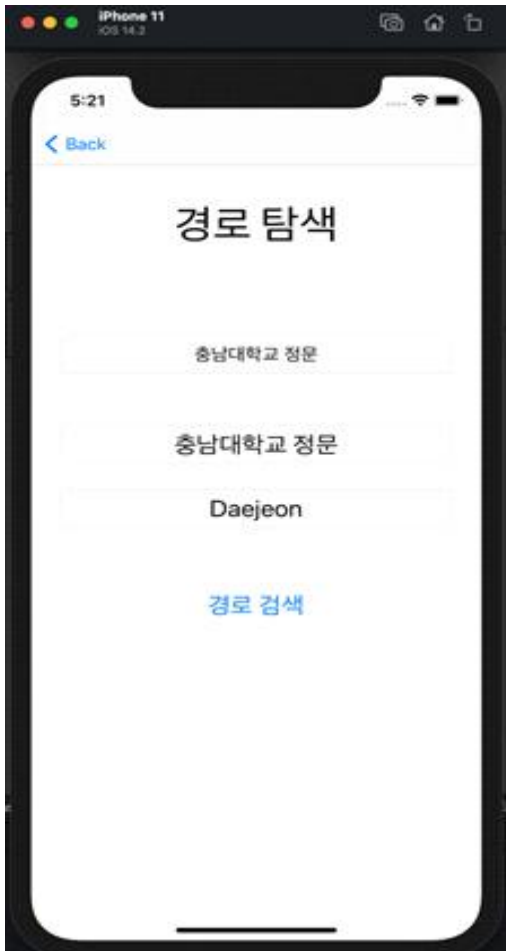 iPhone 11
iOS 14.2
5:21
Back
경로 탐색
충남대학교 정문
충남대학교 정문
Daejeon
경로 검색